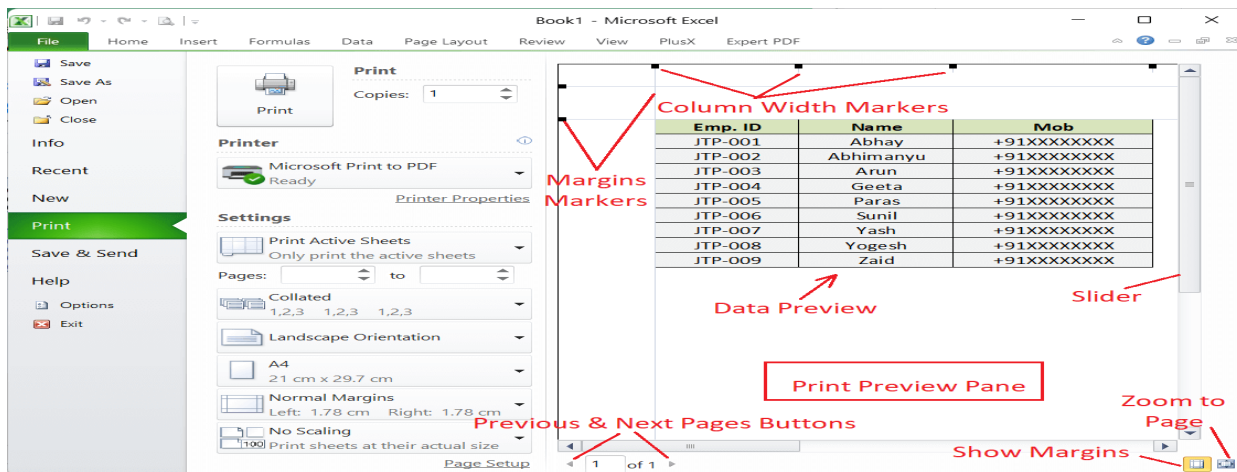 Book1 - Microsoft Excel
File Home Insert Formulas Data Page Layout Review View PlusX Expert PDF
Save
Save As
Open
Close
Info
Recent
New
Print
Save & Send
Help
Options
Exit
Print
Print
Copies: 1
Printer
Microsoft Print to PDF
Ready
Printer Properties
Settings
Print Active Sheets
Only print the active sheets
Pages: to
Collated
1,2,3 1,2,3 1,2,3
Landscape Orientation
A4
21 cm x 29.7 cm
Normal Margins
Left: 1.78 cm Right: 1.78 cm
No Scaling
100 Print sheets at their actual size
Page Setup
Column Width Markers
Margins
Markers
Emp. ID Name Mob
JTP-001 Abhay +91XXXXXXXX
JTP-002 Abhimanyu +91XXXXXXXX
JTP-003 Arun +91XXXXXXXX
JTP-004 Geeta +91XXXXXXXX
JTP-005 Paras +91XXXXXXXX
JTP-006 Sunil +91XXXXXXXX
JTP-007 Yash +91XXXXXXXX
JTP-008 Yogesh +91XXXXXXXX
JTP-009 Zaid +91XXXXXXXX
Data Preview
Slider
Print Preview Pane
Previous & Next Pages Buttons
Zoom to
Page
Show Margins
1 of 1